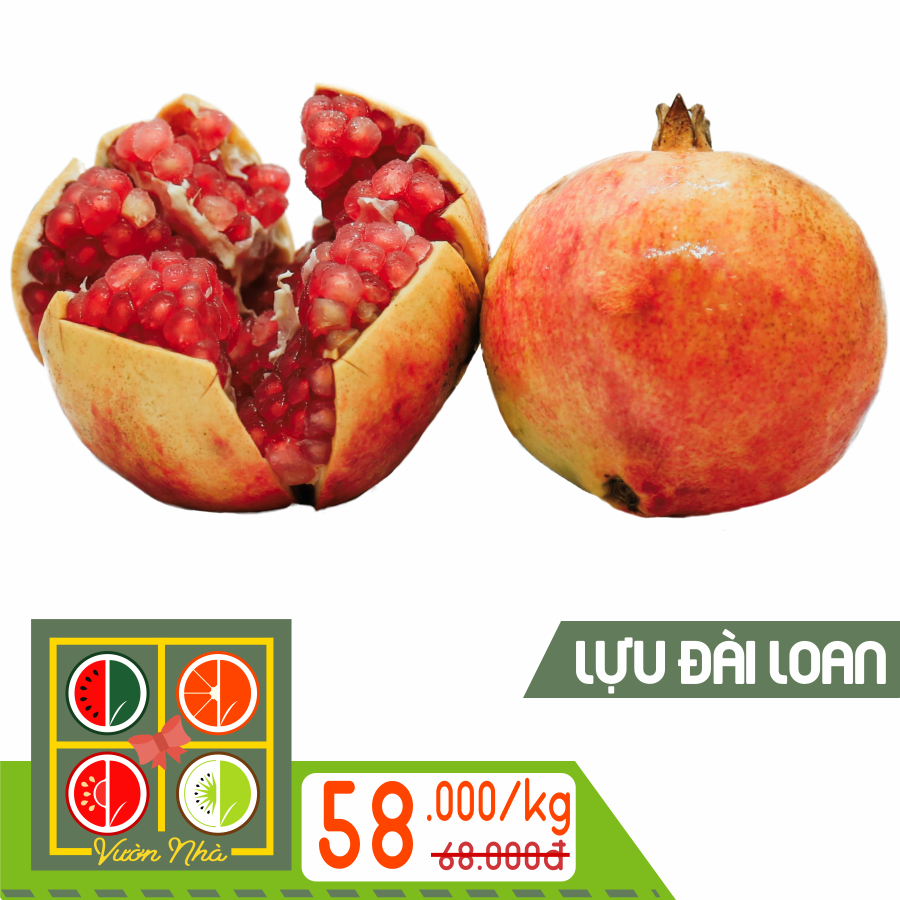 LỰU ĐÀI LOAN
Vườn Nhà
58.000/kg
68.000đ